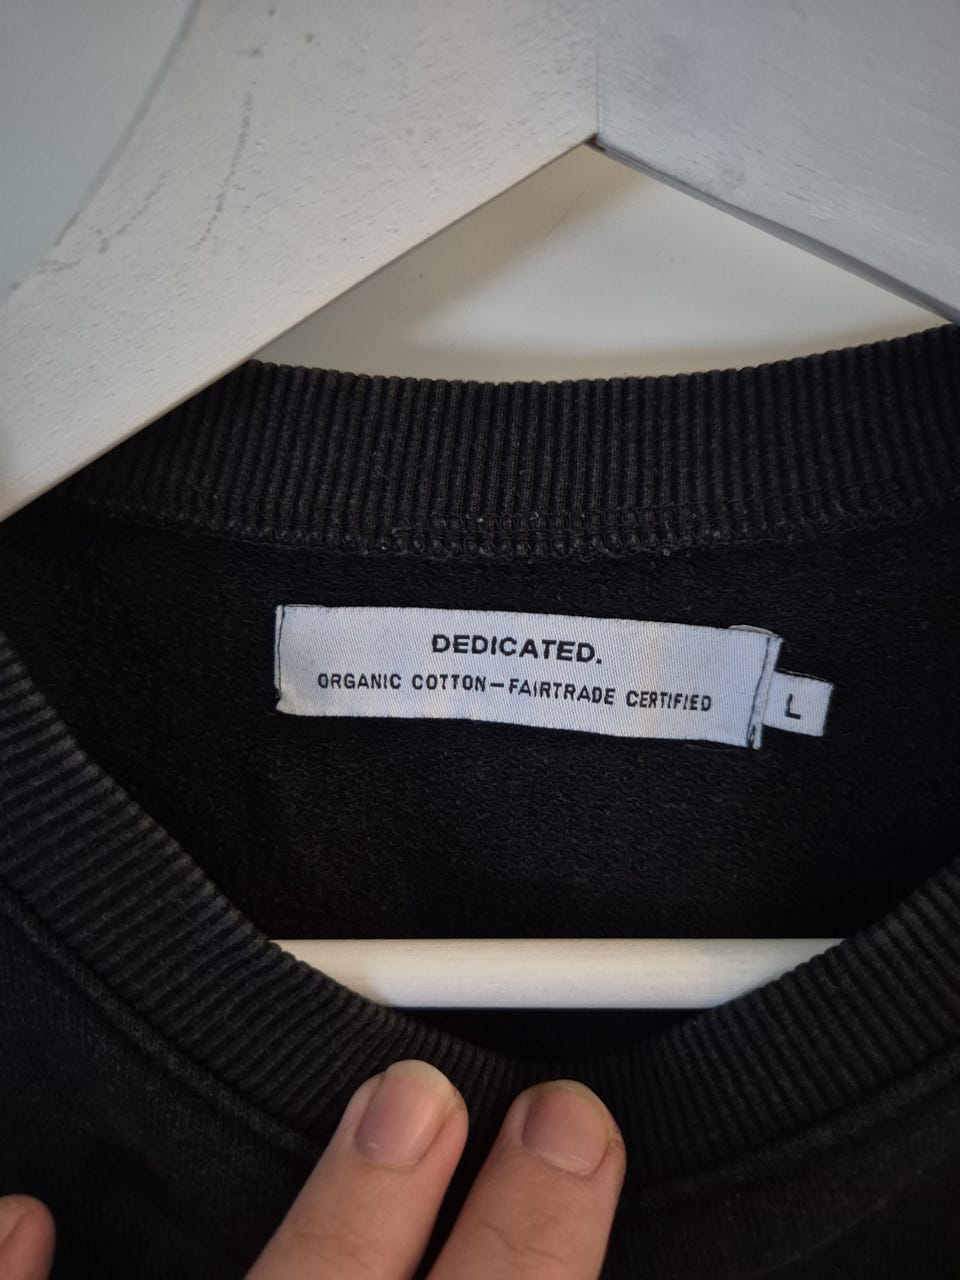 DEDICATED.
ORGANIC COTTON—FAIRTRADE CERTIFIED
L